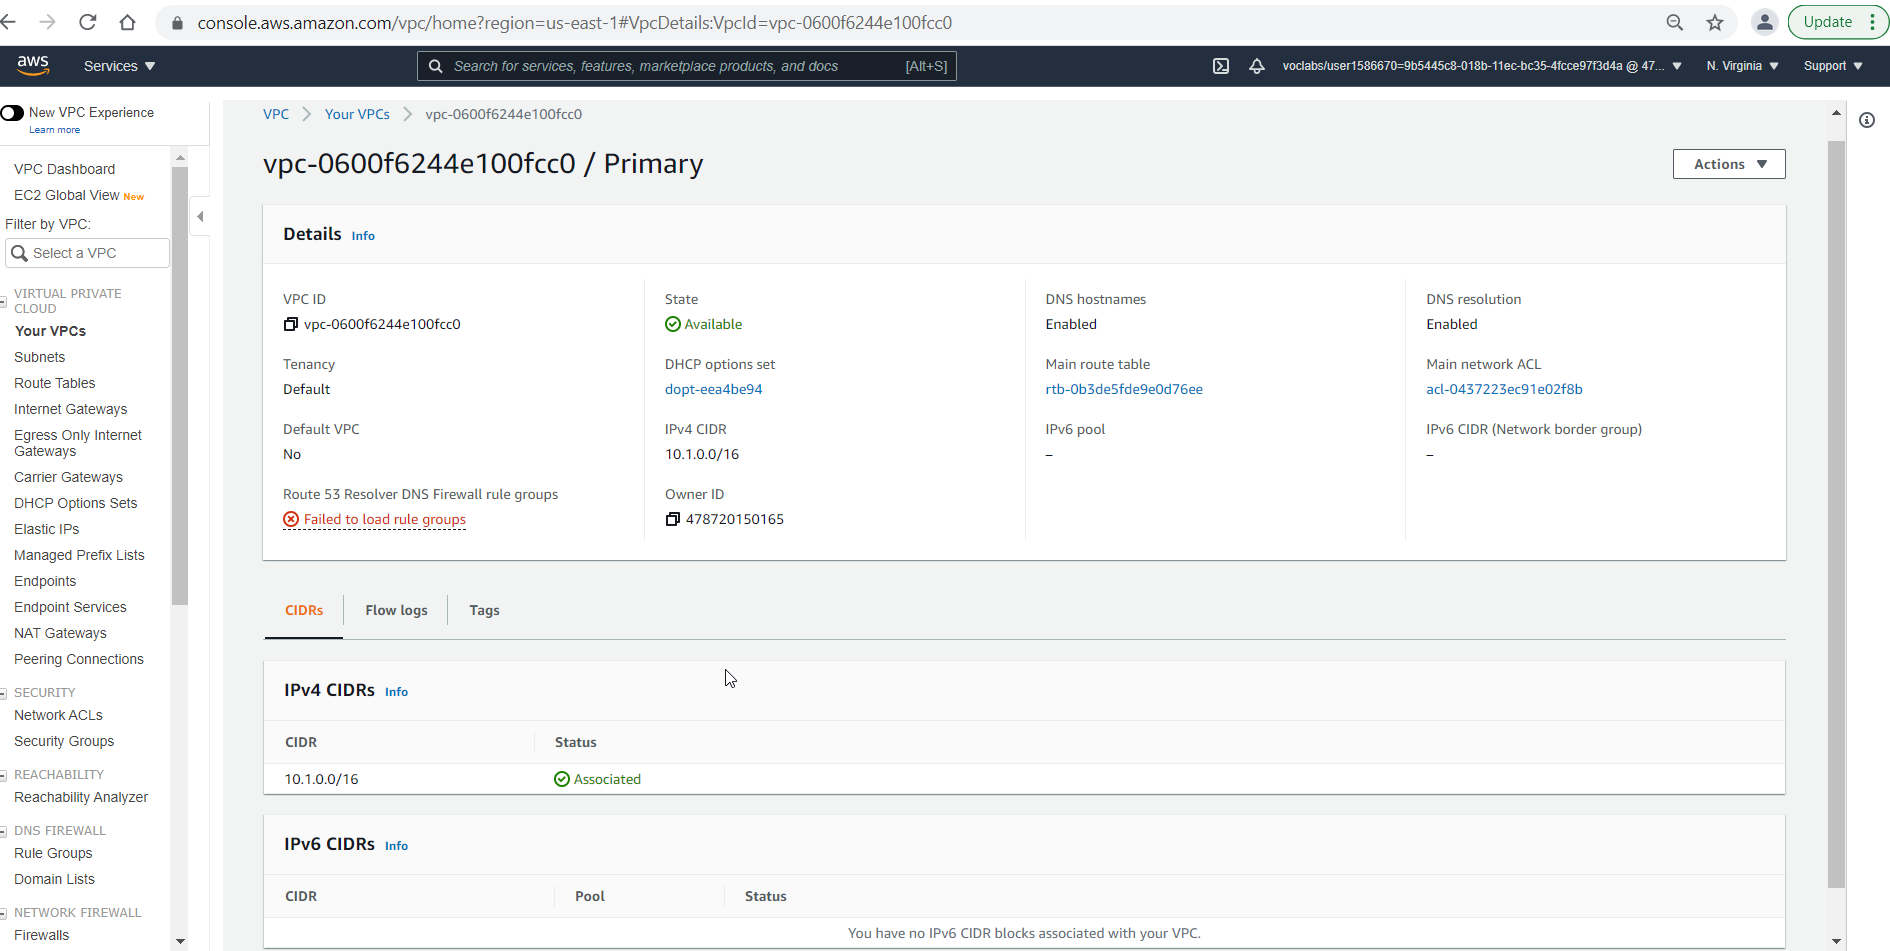 console.aws.amazon.com/vpc/home?region=us-east-1#VpcDetails:VpcId=vpc-0600f6244e100fcc0
Update
aws
Services
Search for services, features, marketplace products, and docs [Alt+S]
voclabs/user1586670=9b5445c8-018b-11ec-bc35-4fcce97f3d4a @ 47...
N. Virginia
Support
New VPC Experience
Learn more
VPC Dashboard
EC2 Global View New
Filter by VPC:
Select a VPC
VIRTUAL PRIVATE
CLOUD
Your VPCs
Subnets
Route Tables
Internet Gateways
Egress Only Internet
Gateways
Carrier Gateways
DHCP Options Sets
Elastic IPs
Managed Prefix Lists
Endpoints
Endpoint Services
NAT Gateways
Peering Connections
SECURITY
Network ACLs
Security Groups
REACHABILITY
Reachability Analyzer
DNS FIREWALL
Rule Groups
Domain Lists
NETWORK FIREWALL
Firewalls
VPC
Your VPCs
vpc-0600f6244e100fcc0
vpc-0600f6244e100fcc0 / Primary
Actions
Details Info
VPC ID
vpc-0600f6244e100fcc0
State
Available
DNS hostnames
Enabled
DNS resolution
Enabled
Tenancy
Default
DHCP options set
dopt-eea4be94
Main route table
rtb-0b3de5fde9e0d76ee
Main network ACL
acl-0437223ec91e02f8b
Default VPC
No
IPv4 CIDR
10.1.0.0/16
IPv6 pool
–
IPv6 CIDR (Network border group)
–
Route 53 Resolver DNS Firewall rule groups
Failed to load rule groups
Owner ID
478720150165
CIDRs
Flow logs
Tags
IPv4 CIDRs Info
CIDR Status
10.1.0.0/16 Associated
IPv6 CIDRs Info
CIDR Pool Status
You have no IPv6 CIDR blocks associated with your VPC.